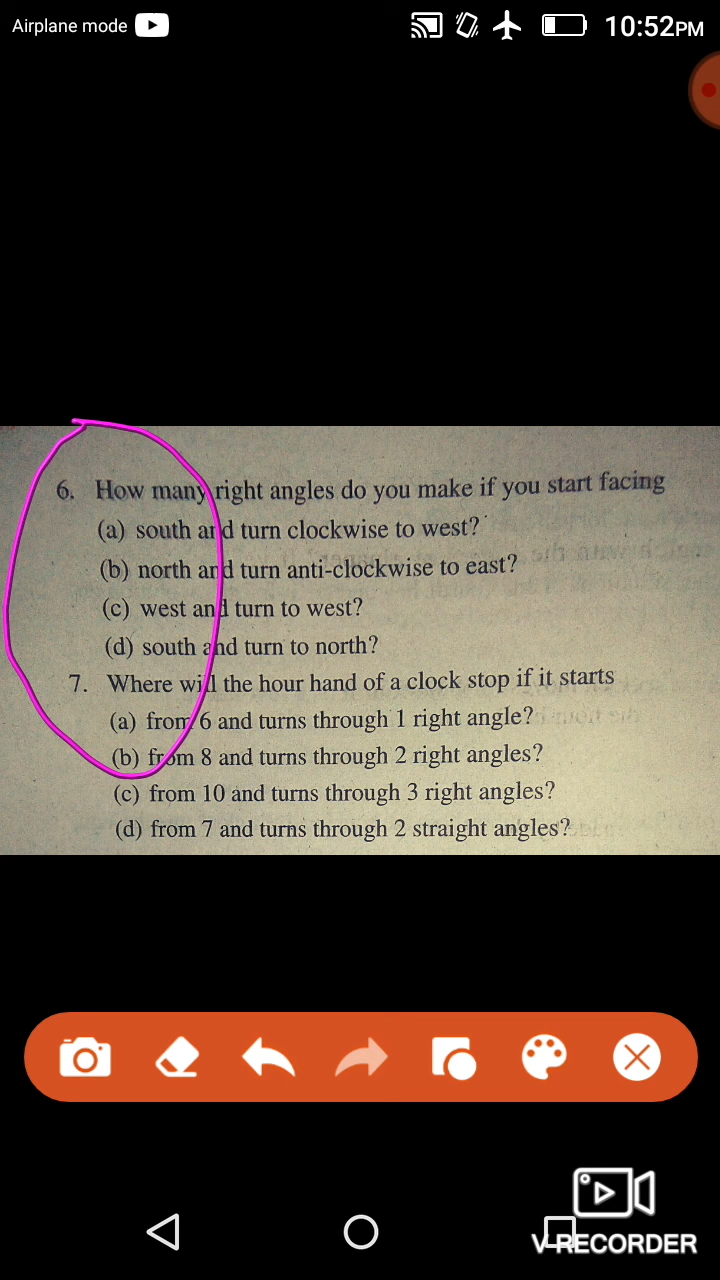 Airplane mode 10:52PM
6. How many right angles do you make if you start facing
(a) south and turn clockwise to west?
(b) north and turn anti-clockwise to east?
(c) west and turn to west?
(d) south and turn to north?
7. Where will the hour hand of a clock stop if it starts
(a) from 6 and turns through 1 right angle?
(b) from 8 and turns through 2 right angles?
(c) from 10 and turns through 3 right angles?
(d) from 7 and turns through 2 straight angles?
V RECORDER